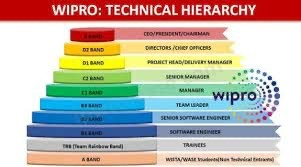 WIPRO: TECHNICAL HIERARCHY
E BAND
CEO/PRESIDENT/CHAIRMAN
D2 BAND
DIRECTORS /CHIEF OFFICERS
D1 BAND
PROJECT HEAD/DELIVERY MANAGER
C2 BAND
SENIOR MANAGER
C1 BAND
MANAGER
B3 BAND
TEAM LEADER
B2 BAND
SENIOR SOFTWARE ENGINEER
B1 BAND
SOFTWARE ENGINEER
TRB (Team Rainbow Band)
TRAINEES
A BAND
WISTA/WASE Students(Non Technical Entrants)
wipro